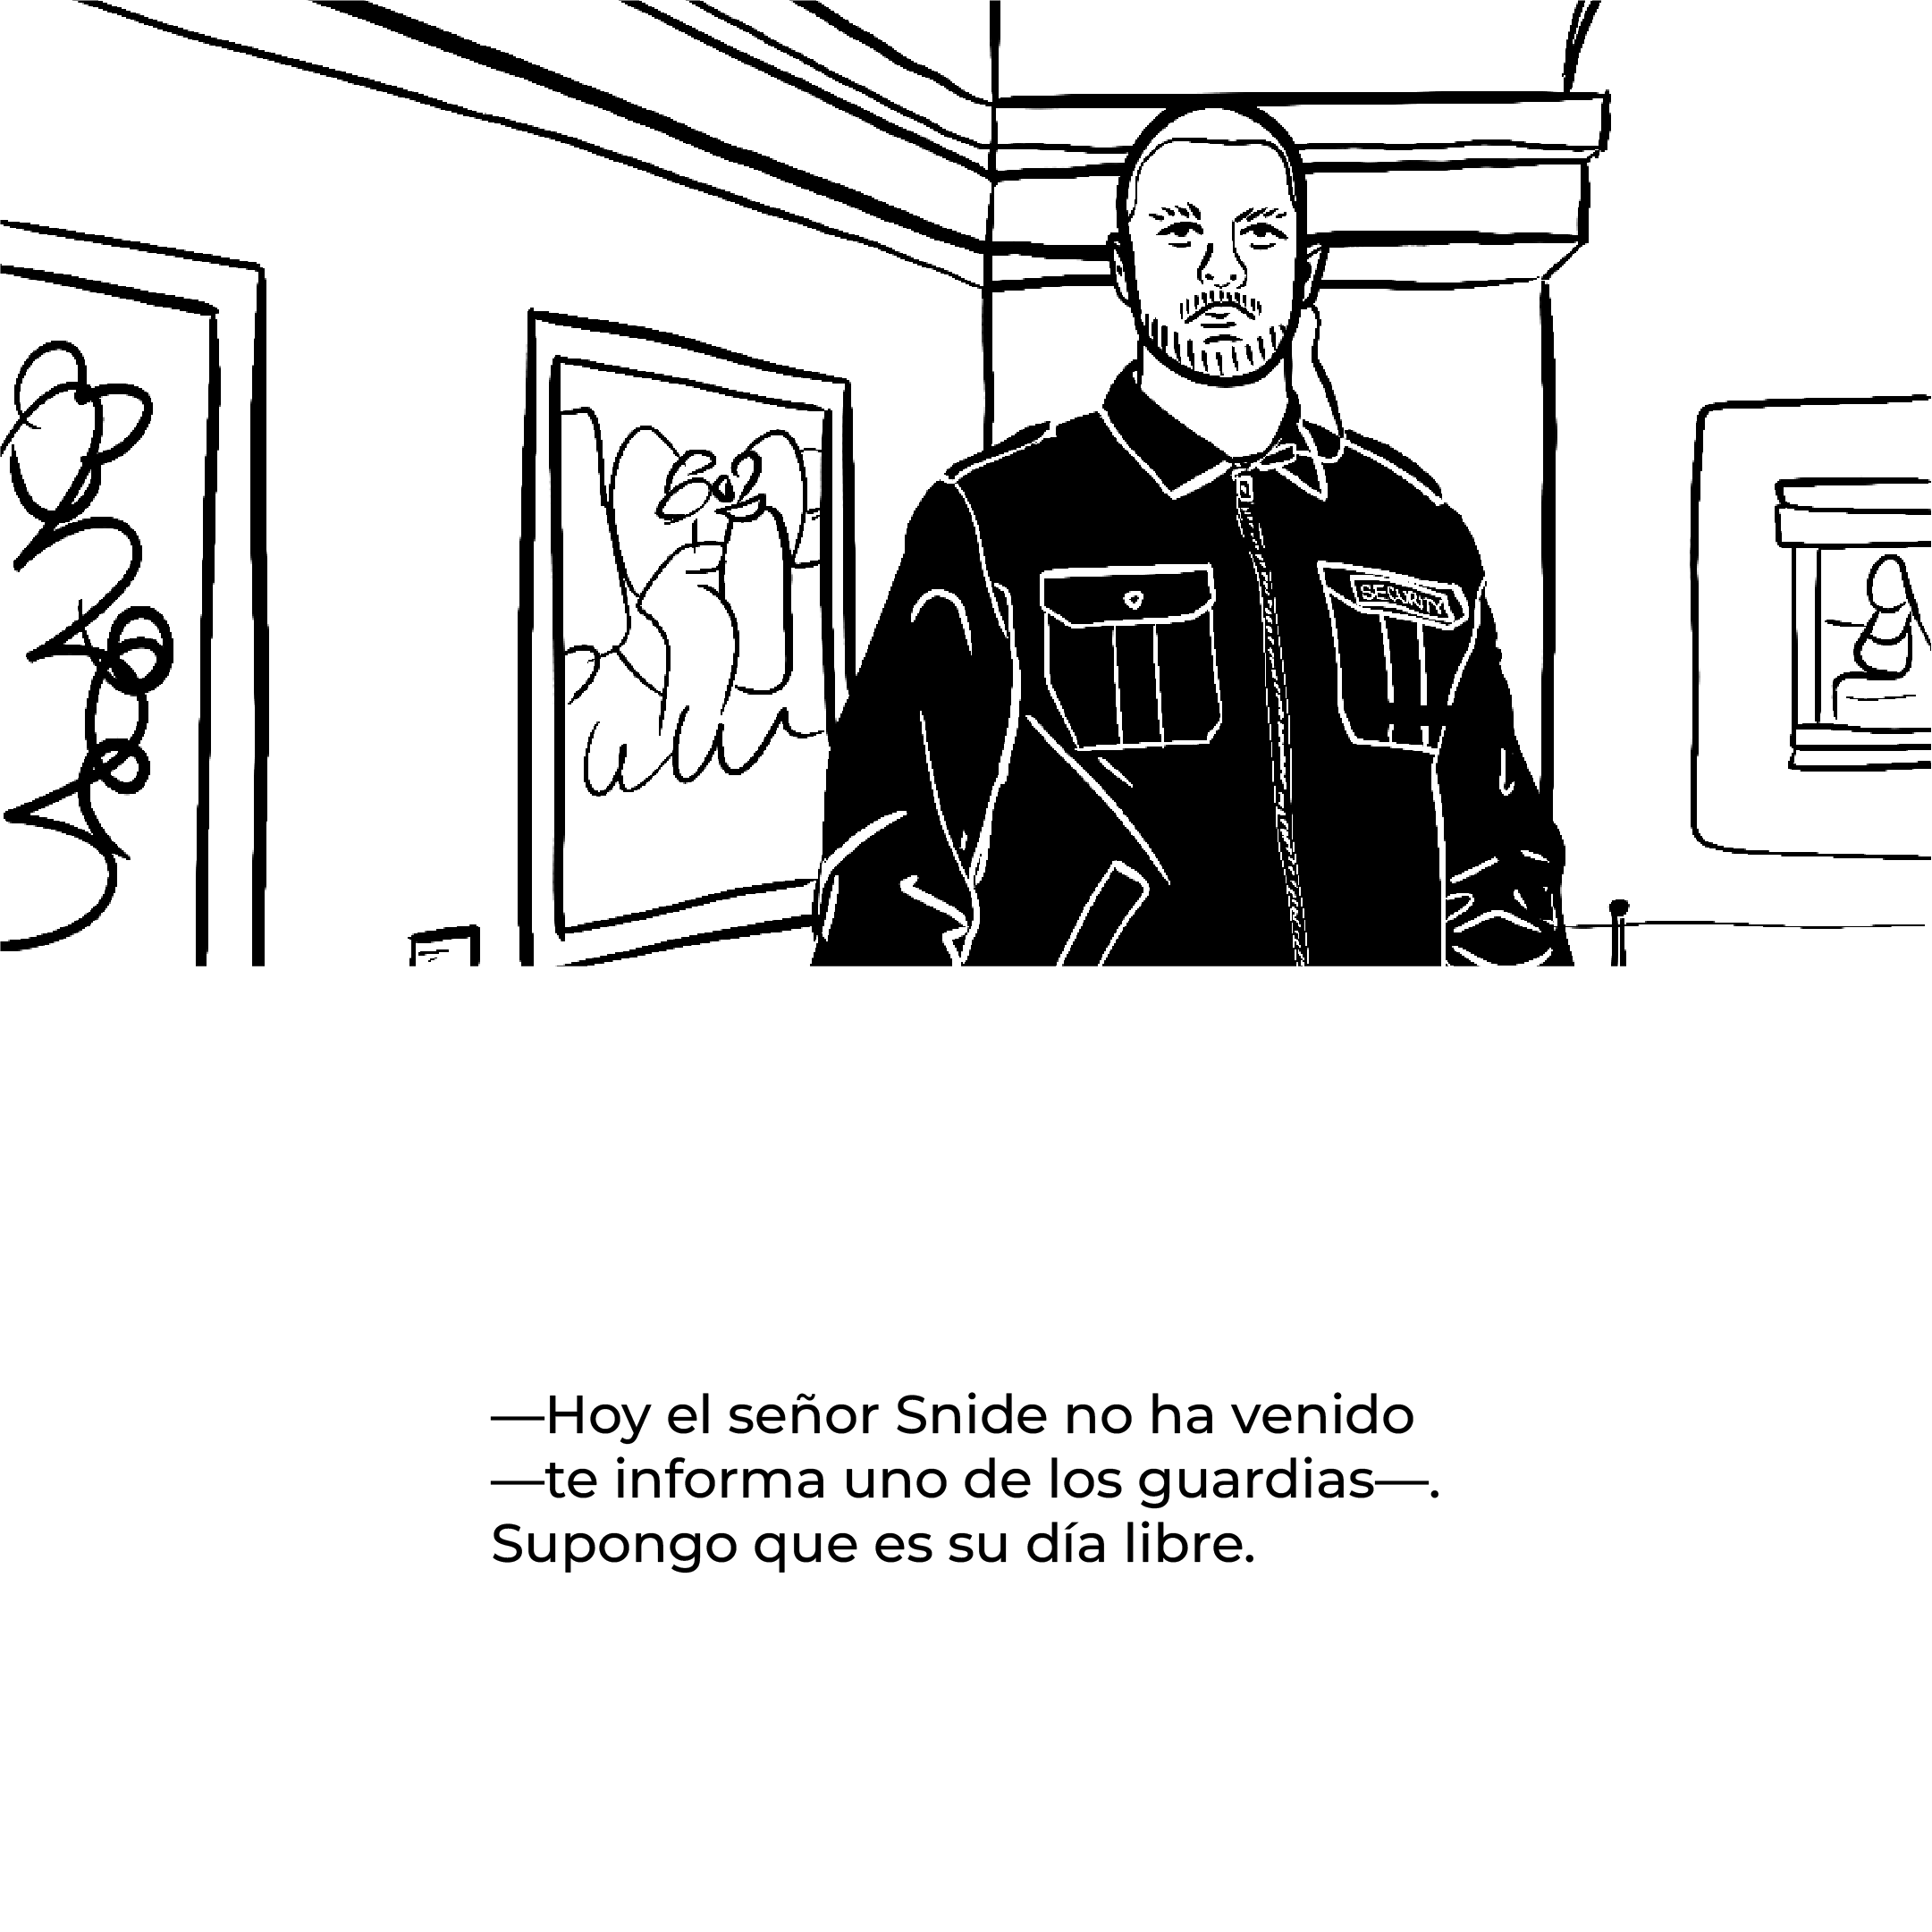 SECURITY
—Hoy el señor Snide no ha venido
—te informa uno de los guardias—.
Supongo que es su día libre.